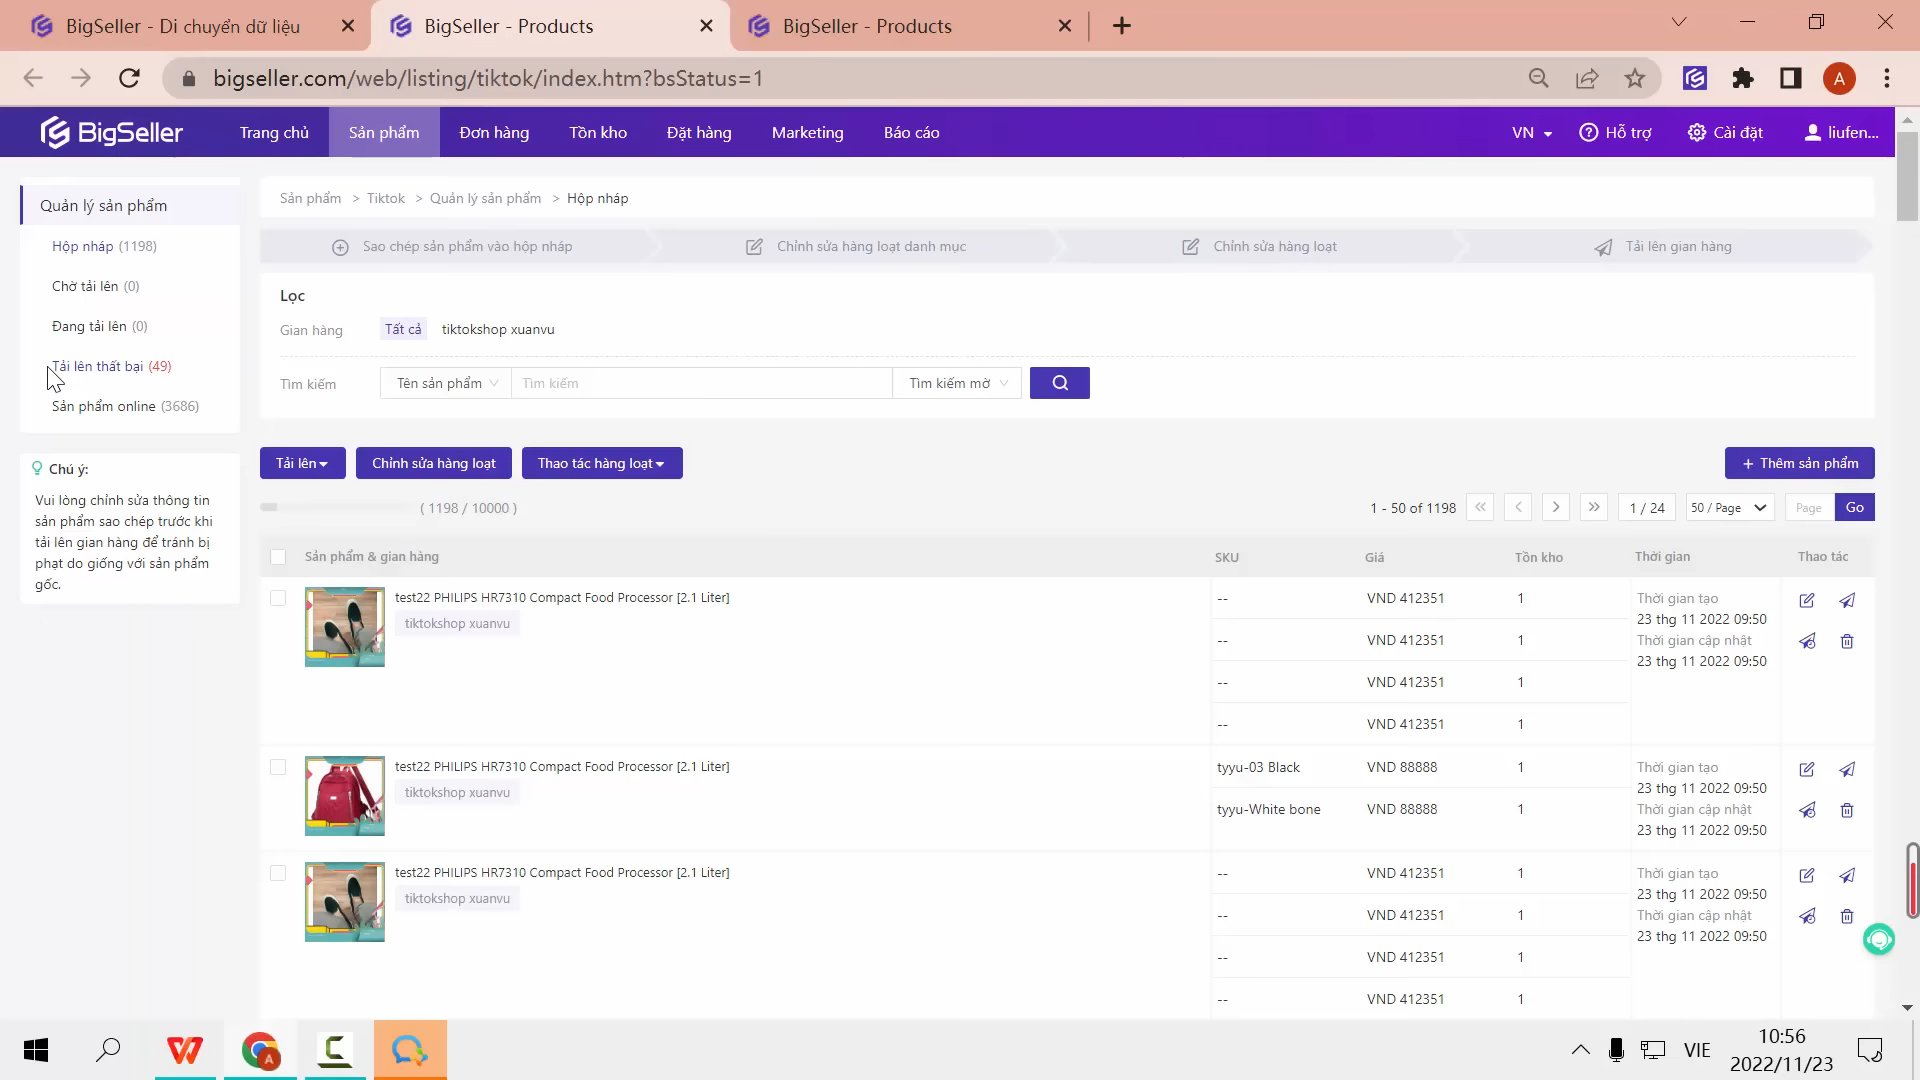 BigSeller - Di chuyển dữ liệu
BigSeller - Products
BigSeller - Products
bigseller.com/web/listing/tiktok/index.htm?bsStatus=1
A
BigSeller
Trang chủ
Sản phẩm
Đơn hàng
Tồn kho
Đặt hàng
Marketing
Báo cáo
VN
Hỗ trợ
Cài đặt
liufen...
Quản lý sản phẩm
Hộp nháp (1198)
Chờ tải lên (0)
Đang tải lên (0)
Tải lên thất bại (49)
Sản phẩm online (3686)
Chú ý:
Vui lòng chỉnh sửa thông tin
sản phẩm sao chép trước khi
tải lên gian hàng để tránh bị
phạt do giống với sản phẩm
gốc.
Sản phẩm > Tiktok > Quản lý sản phẩm > Hộp nháp
Sao chép sản phẩm vào hộp nháp
Chỉnh sửa hàng loạt danh mục
Chỉnh sửa hàng loạt
Tải lên gian hàng
Lọc
Gian hàng Tất cả tiktokshop xuanvu
Tìm kiếm Tên sản phẩm Tìm kiếm Tìm kiếm mờ
Tải lên
Chỉnh sửa hàng loạt
Thao tác hàng loạt
+ Thêm sản phẩm
( 1198 / 10000 )
1 - 50 of 1198 << < > >> 1 / 24 50 / Page Page Go
Sản phẩm & gian hàng SKU Giá Tồn kho Thời gian Thao tác
test22 PHILIPS HR7310 Compact Food Processor [2.1 Liter]
tiktokshop xuanvu
-- VND 412351 1
-- VND 412351 1
-- VND 412351 1
-- VND 412351 1
Thời gian tạo
23 thg 11 2022 09:50
Thời gian cập nhật
23 thg 11 2022 09:50
test22 PHILIPS HR7310 Compact Food Processor [2.1 Liter]
tiktokshop xuanvu
tyyu-03 Black VND 88888 1
tyyu-White bone VND 88888 1
Thời gian tạo
23 thg 11 2022 09:50
Thời gian cập nhật
23 thg 11 2022 09:50
test22 PHILIPS HR7310 Compact Food Processor [2.1 Liter]
tiktokshop xuanvu
-- VND 412351 1
-- VND 412351 1
-- VND 412351 1
-- VND 412351 1
Thời gian tạo
23 thg 11 2022 09:50
Thời gian cập nhật
23 thg 11 2022 09:50
A
VIE
10:56
2022/11/23